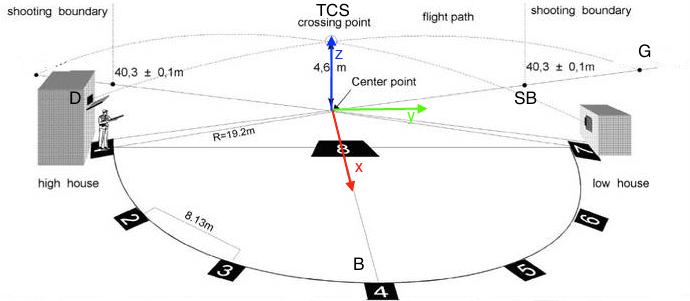 shooting boundary
TCS
crossing point
flight path
shooting boundary
z
G
40,3 ± 0,1m
4,6 m
Center point
40,3 ± 0,1m
D
SB
y
R=19.2m
1
8
7
x
high house
low house
2
8.13m
6
3
B
5
4